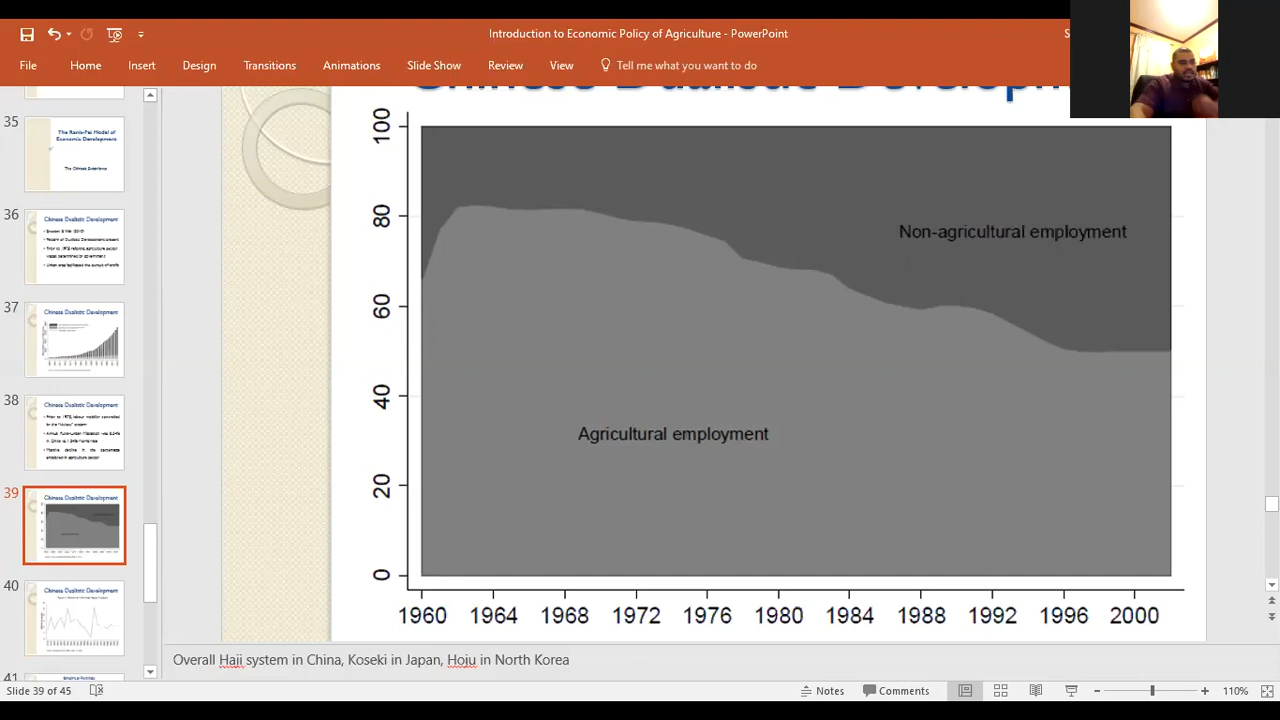 Introduction to Economic Policy of Agriculture - PowerPoint
File Home Insert Design Transitions Animations Slide Show Review View Tell me what you want to do
35
The Ranis-Fei Model of
Economic Development
The Chinese Experience
36
Chinese Dualistic Development
37
38
Chinese Dualistic Development
39
Chinese Dualistic Development
40
Chinese Dualistic Development
41
Chinese Dualistic Developm
100
80
60
40
20
0
Non-agricultural employment
Agricultural employment
1960 1964 1968 1972 1976 1980 1984 1988 1992 1996 2000
Overall Haji system in China, Koseki in Japan, Hoju in North Korea
Slide 39 of 45 Notes Comments 110%